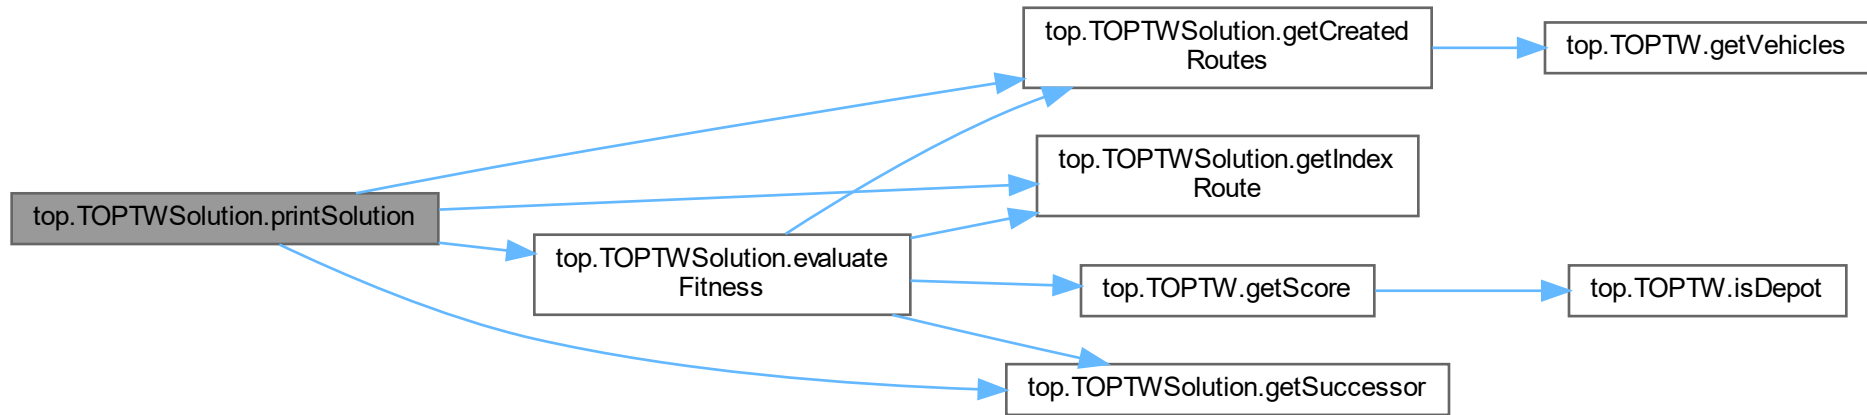 top.TOPTWSolution.printSolution
top.TOPTWSolution.evaluate
Fitness
top.TOPTWSolution.getCreated
Routes
top.TOPTWSolution.getIndex
Route
top.TOPTW.getScore
top.TOPTWSolution.getSuccessor
top.TOPTW.getVehicles
top.TOPTW.isDepot